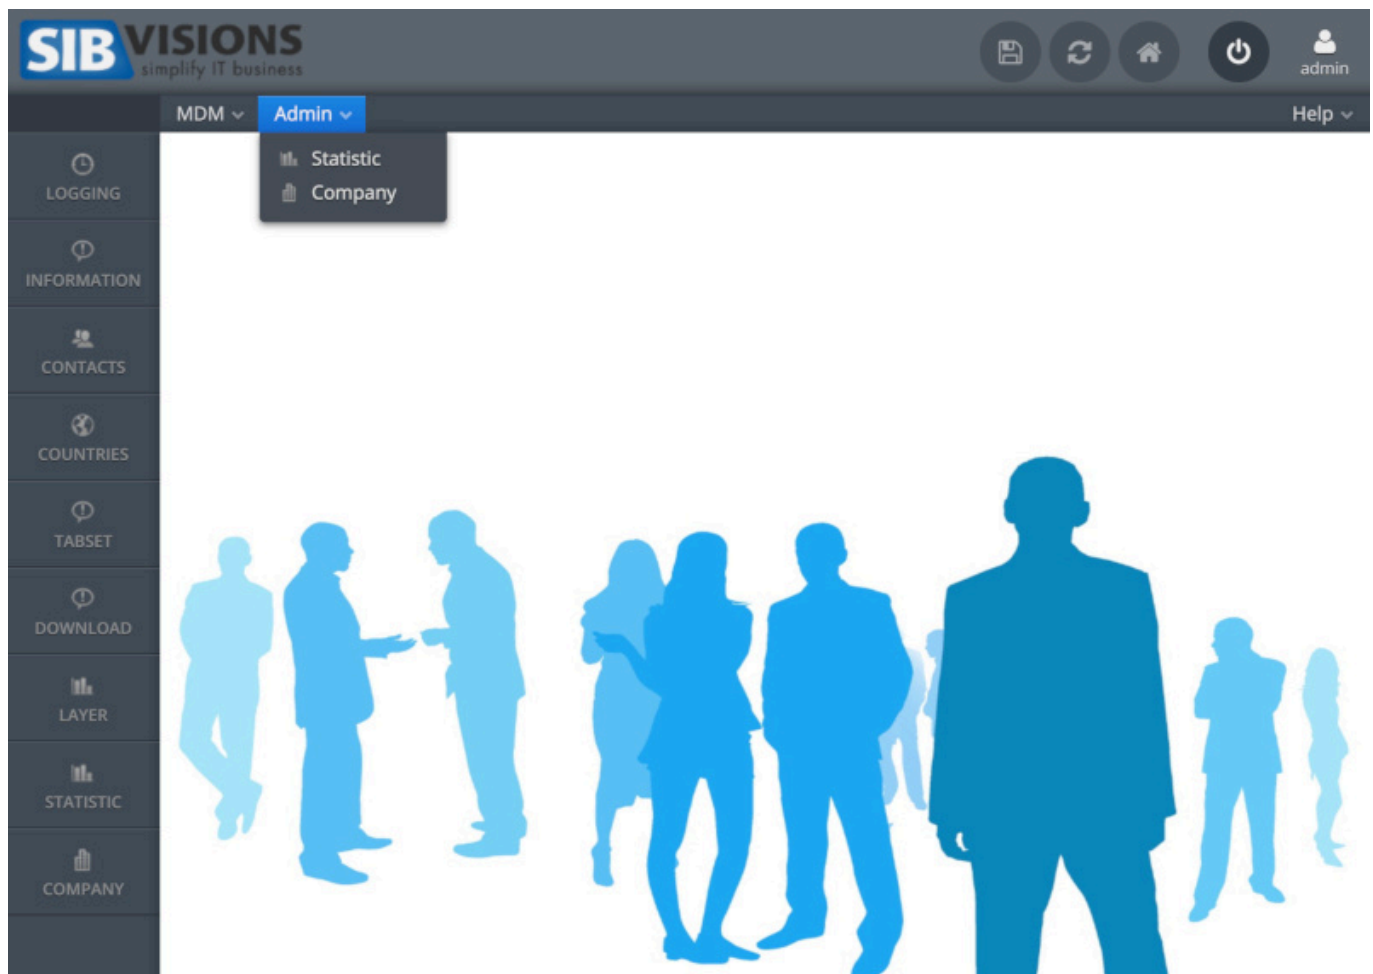 SIB VISIONS
simplify IT business
admin
MDM
Admin
Help
Statistic
Company
LOGGING
INFORMATION
CONTACTS
COUNTRIES
TABSET
DOWNLOAD
LAYER
STATISTIC
COMPANY